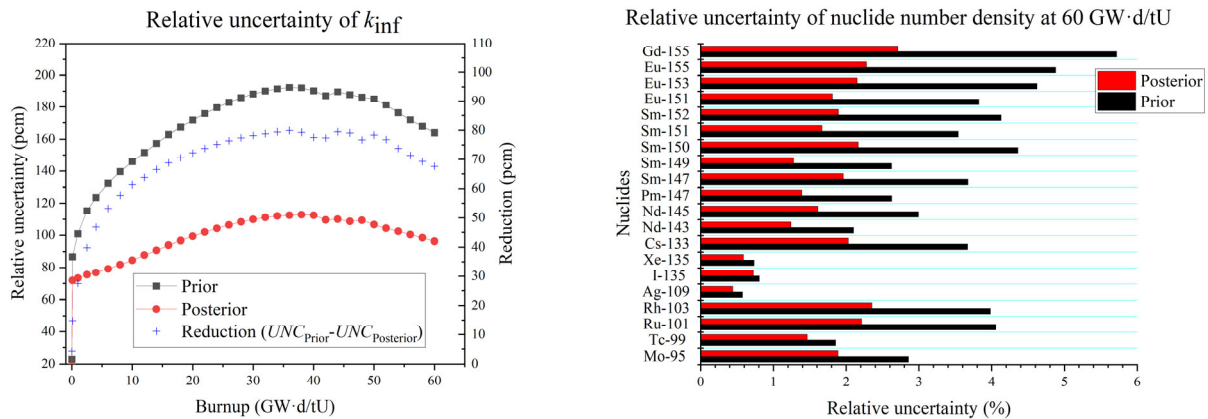 Relative uncertainty of kinf
Relative uncertainty (pcm)
220
200
180
160
140
120
100
80
60
40
20
110
100
90
80
70
60
50
40
30
20
10
0
Reduction (pcm)
Prior
Posterior
Reduction (UNCPrior-UNCPosterior)
0 10 20 30 40 50 60
Burnup (GW·d/tU)
Relative uncertainty of nuclide number density at 60 GW·d/tU
Nuclides
Gd-155
Eu-155
Eu-153
Eu-151
Sm-152
Sm-151
Sm-150
Sm-149
Sm-147
Pm-147
Nd-145
Nd-143
Cs-133
Xe-135
I-135
Ag-109
Rh-103
Ru-101
Tc-99
Mo-95
Posterior
Prior
0 1 2 3 4 5 6
Relative uncertainty (%)